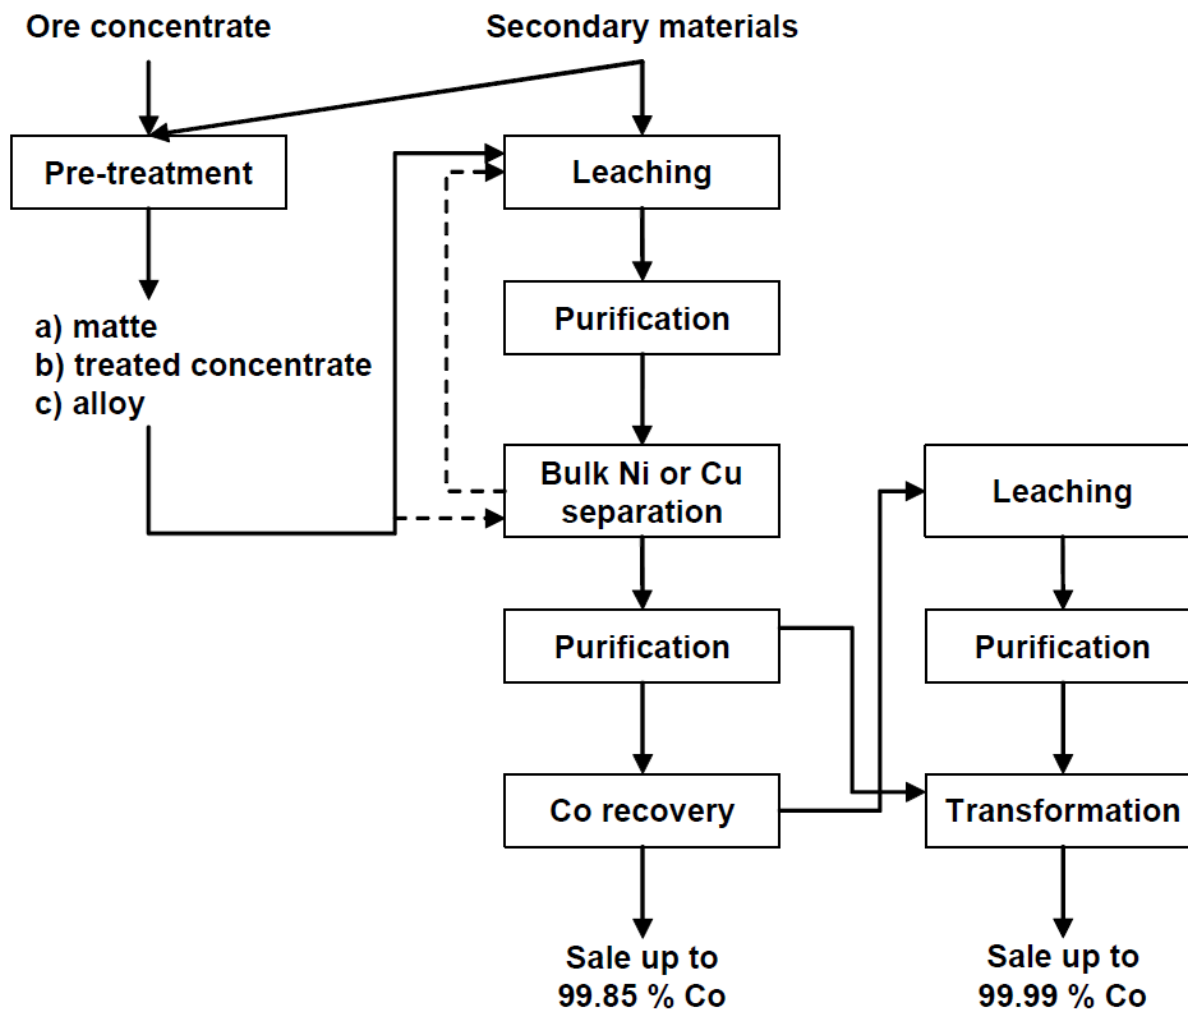 Ore concentrate
Secondary materials
Pre-treatment
Leaching
Purification
a) matte
b) treated concentrate
c) alloy
Bulk Ni or Cu
separation
Leaching
Purification
Purification
Co recovery
Transformation
Sale up to
99.85 % Co
Sale up to
99.99 % Co